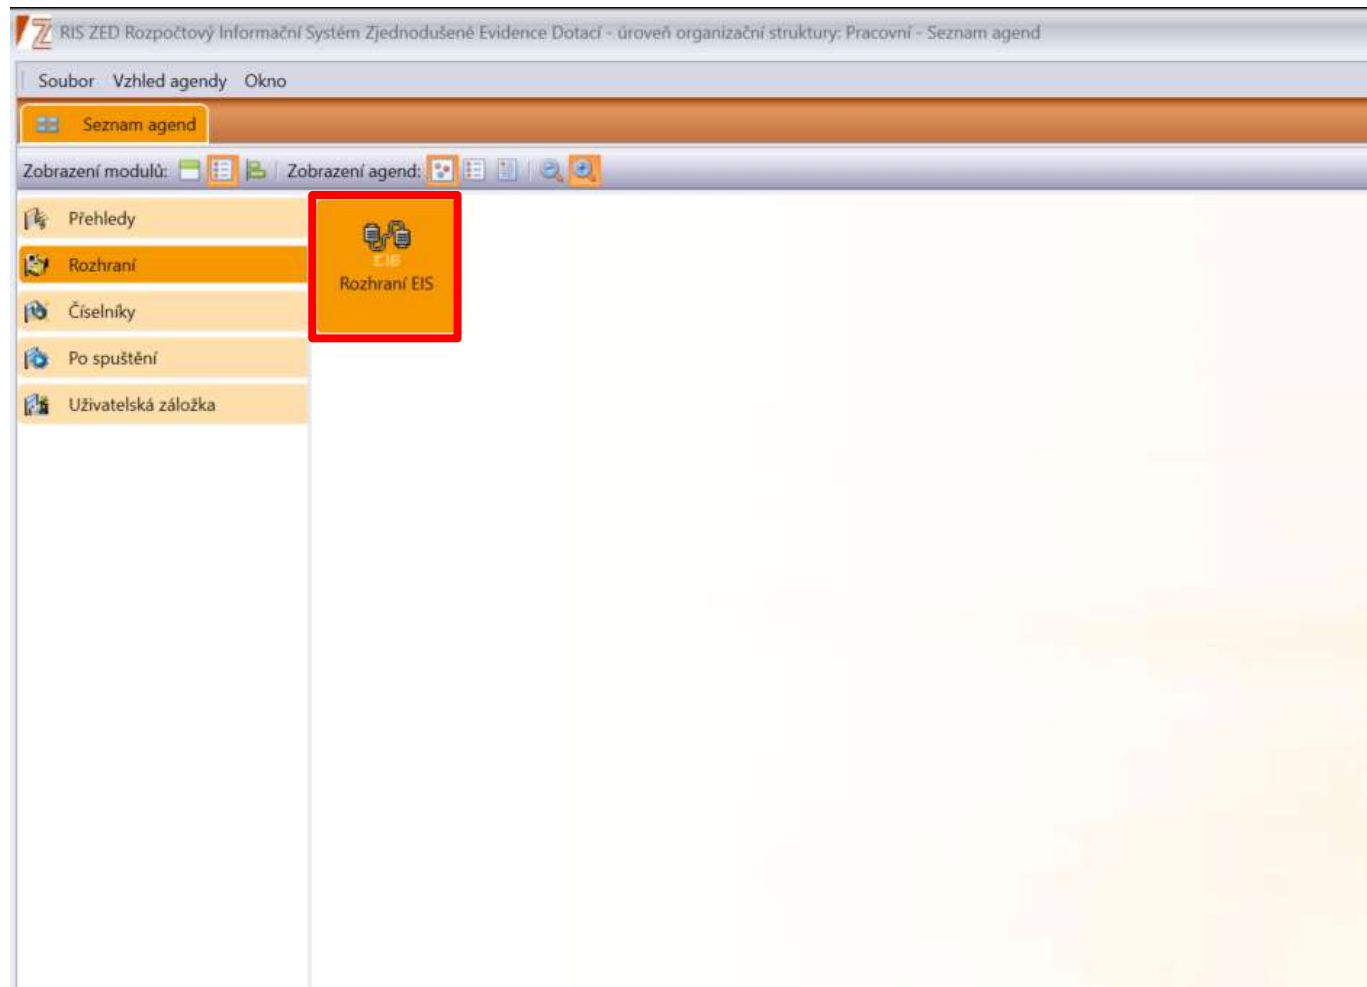 RIS ZED Rozpočtový Informační Systém Zjednodušené Evidence Dotací - úroveň organizační struktury: Pracovní - Seznam agend
Soubor Vzhled agendy Okno
Seznam agend
Zobrazení modulů: Zobrazení agend:
Přehledy
Rozhraní
Číselníky
Po spuštění
Uživatelská záložka
EIS
Rozhraní EIS